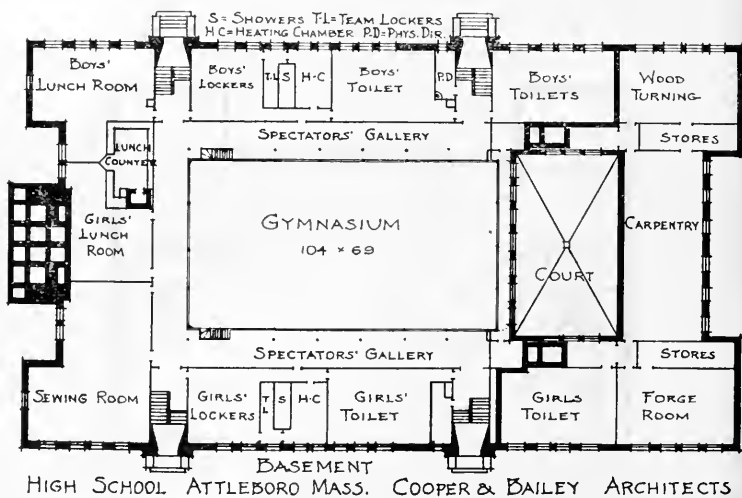 S = SHOWERS T-L = TEAM LOCKERS
H C = HEATING CHAMBER P.D = PHYS. DIR.
BOYS'
LUNCH ROOM
BOYS'
LOCKERS
T-L
S
H-C
BOYS'
TOILET
P.D
BOYS'
TOILETS
WOOD
TURNING
SPECTATORS' GALLERY
STORES
LUNCH
COUNTER
GIRLS'
LUNCH
ROOM
GYMNASIUM
104 × 69
COURT
CARPENTRY
SPECTATORS' GALLERY
STORES
SEWING ROOM
GIRLS'
LOCKERS
T
L
S
H-C
GIRLS'
TOILET
GIRLS
TOILET
FORGE
ROOM
BASEMENT
HIGH SCHOOL ATTLEBORO MASS. COOPER & BAILEY ARCHITECTS